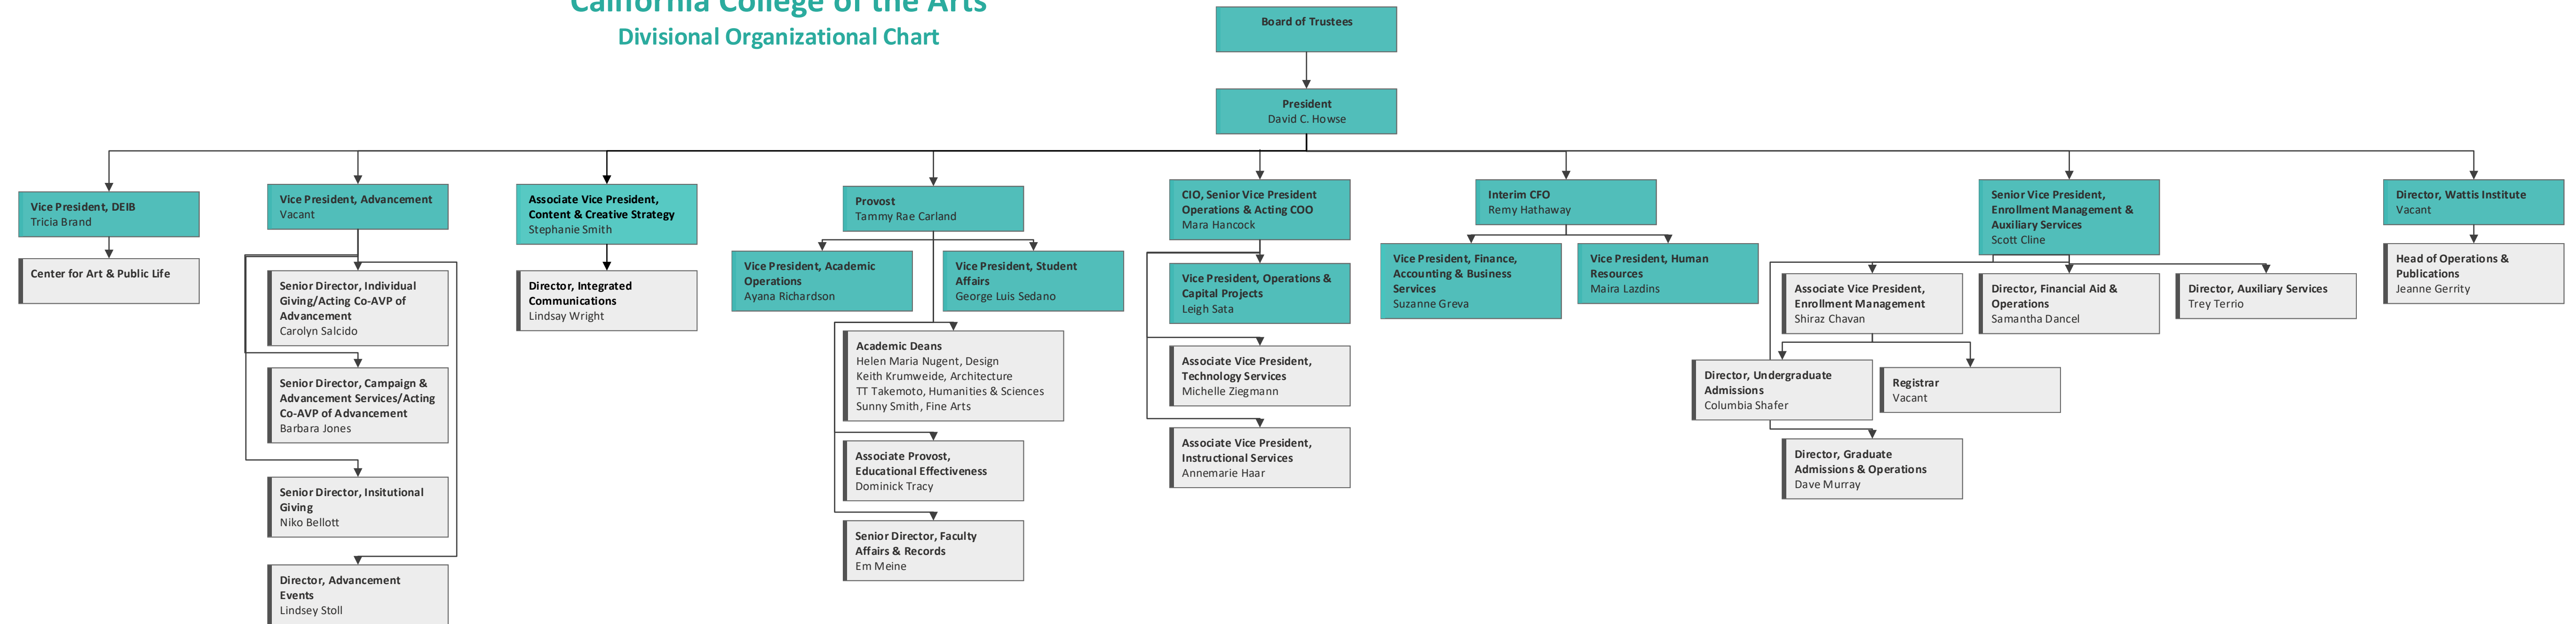 California College of the Arts
Divisional Organizational Chart
Board of Trustees
President
David C. Howse
Vice President, DEIB
Tricia Brand
Center for Art & Public Life
Vice President, Advancement
Vacant
Senior Director, Individual
Giving/Acting Co-AVP of
Advancement
Carolyn Salcido
Senior Director, Campaign &
Advancement Services/Acting
Co-AVP of Advancement
Barbara Jones
Senior Director, Insitutional
Giving
Niko Bellott
Director, Advancement
Events
Lindsey Stoll
Associate Vice President,
Content & Creative Strategy
Stephanie Smith
Director, Integrated
Communications
Lindsay Wright
Provost
Tammy Rae Carland
Vice President, Academic
Operations
Ayana Richardson
Vice President, Student
Affairs
George Luis Sedano
Academic Deans
Helen Maria Nugent, Design
Keith Krumweide, Architecture
TT Takemoto, Humanities & Sciences
Sunny Smith, Fine Arts
Associate Provost,
Educational Effectiveness
Dominick Tracy
Senior Director, Faculty
Affairs & Records
Em Meine
CIO, Senior Vice President
Operations & Acting COO
Mara Hancock
Vice President, Operations &
Capital Projects
Leigh Sata
Associate Vice President,
Technology Services
Michelle Ziegmann
Associate Vice President,
Instructional Services
Annemarie Haar
Interim CFO
Remy Hathaway
Vice President, Finance,
Accounting & Business
Services
Suzanne Greva
Vice President, Human
Resources
Maira Lazdins
Senior Vice President,
Enrollment Management &
Auxiliary Services
Scott Cline
Associate Vice President,
Enrollment Management
Shiraz Chavan
Director, Financial Aid &
Operations
Samantha Dancel
Director, Auxiliary Services
Trey Terrio
Director, Undergraduate
Admissions
Columbia Shafer
Registrar
Vacant
Director, Graduate
Admissions & Operations
Dave Murray
Director, Wattis Institute
Vacant
Head of Operations &
Publications
Jeanne Gerrity